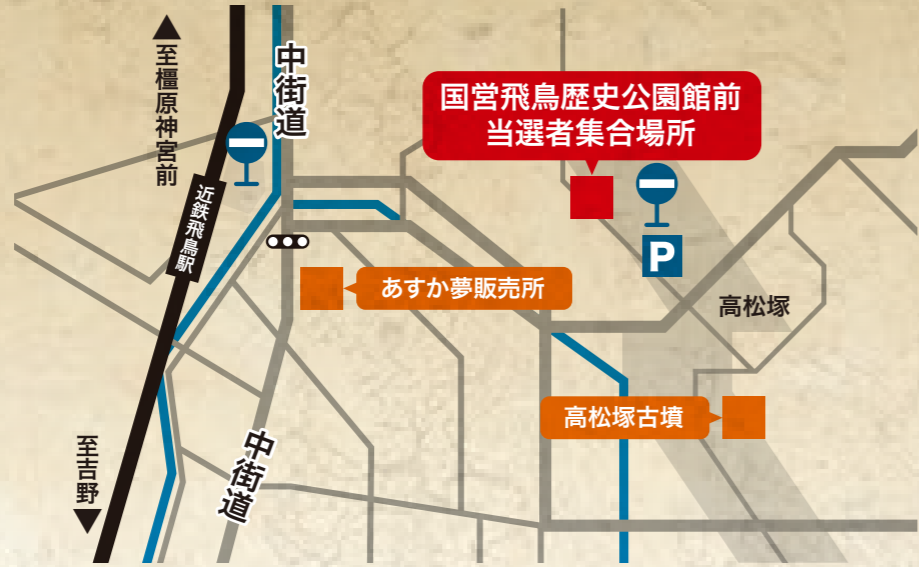 至橿原神宮前
中街道
国営飛鳥歴史公園館前
当選者集合場所
近鉄飛鳥駅
P
あすか夢販売所
高松塚
高松塚古墳
中街道
至吉野